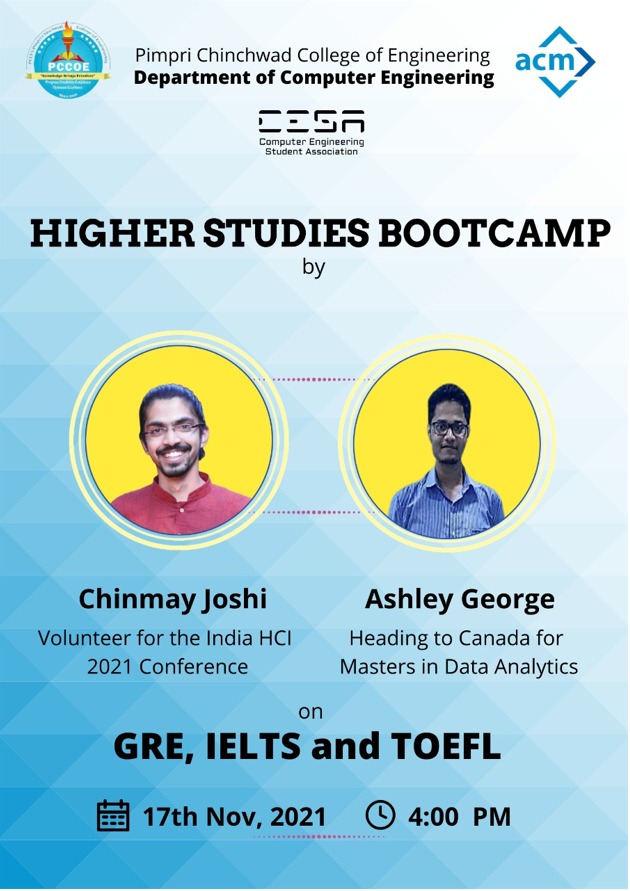 PCCOE
Pimpri Chinchwad College of Engineering
Department of Computer Engineering
acm
CESA
Computer Engineering
Student Association
HIGHER STUDIES BOOTCAMP
by
Chinmay Joshi
Volunteer for the India HCI
2021 Conference
Ashley George
Heading to Canada for
Masters in Data Analytics
on
GRE, IELTS and TOEFL
17th Nov, 2021
4:00 PM